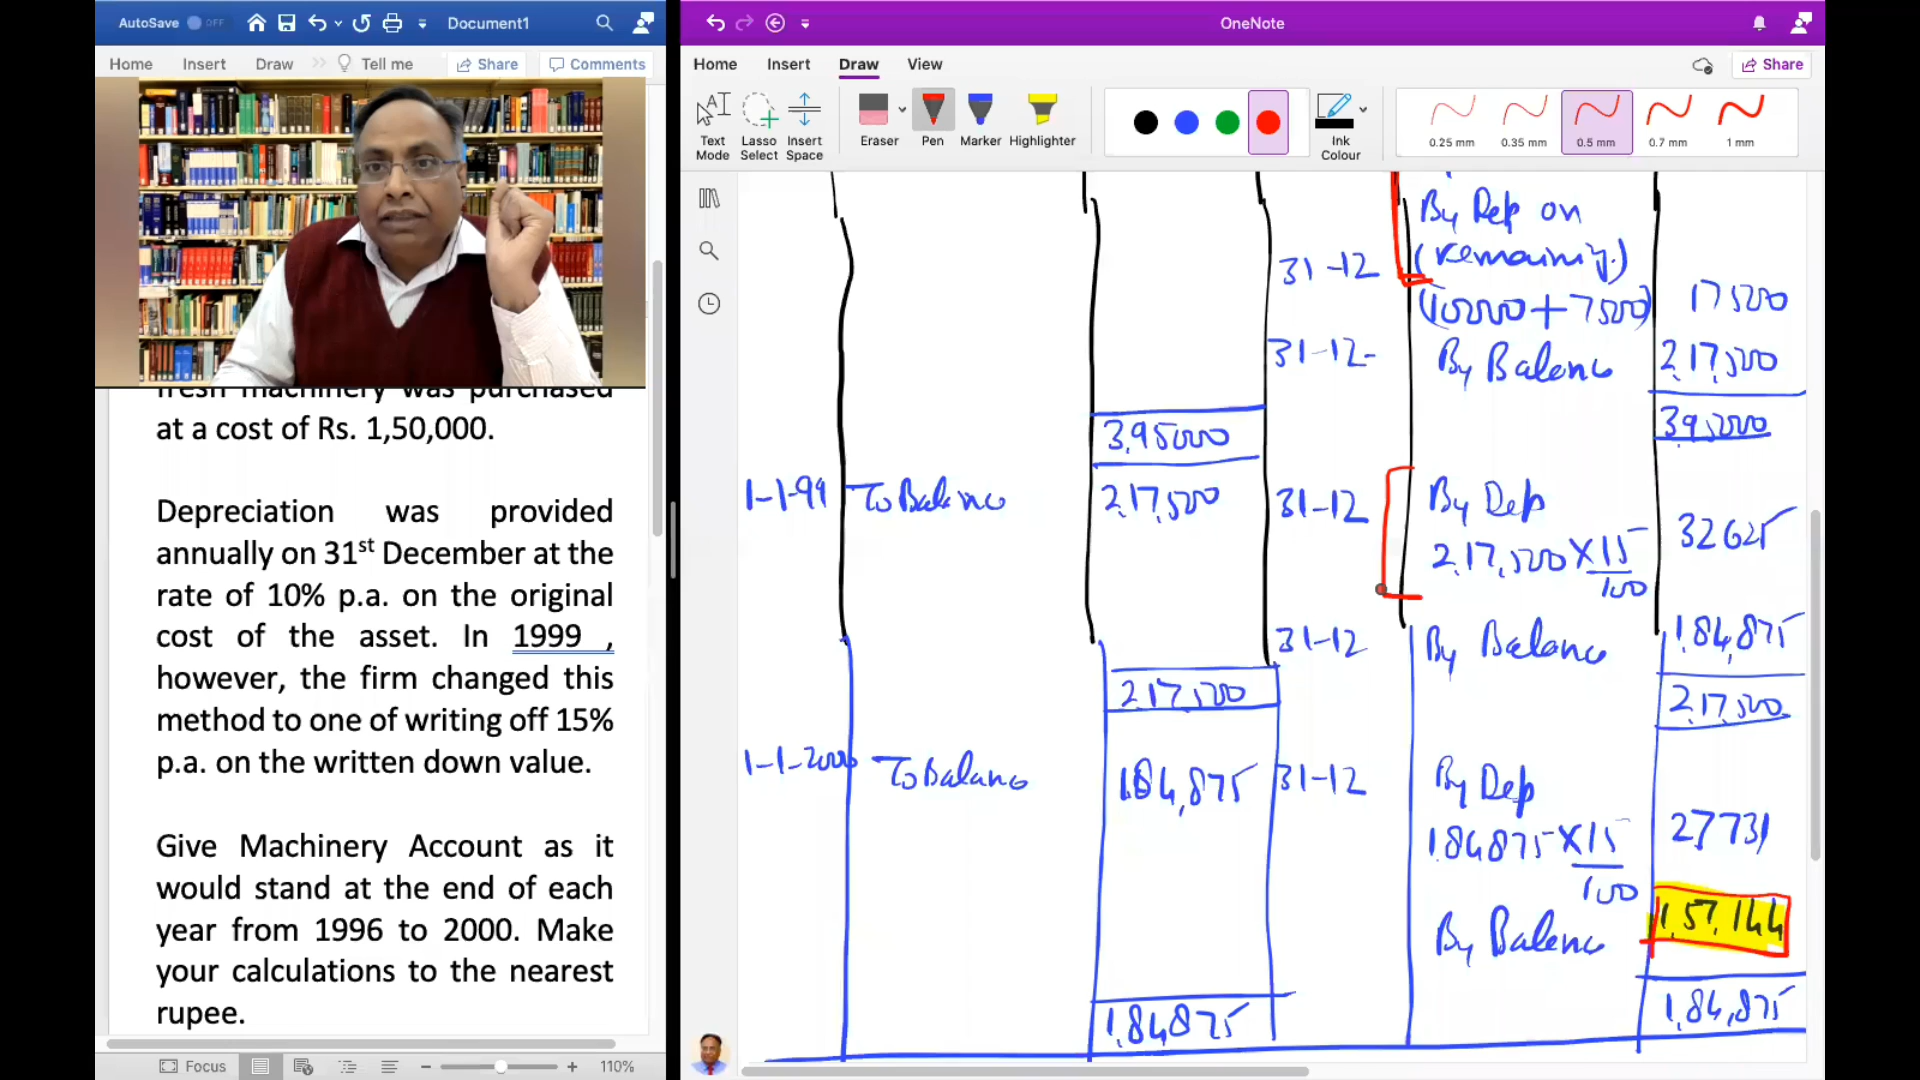 AutoSave OFF
Document1
Home Insert Draw Tell me Share Comments
fresh machinery was purchased
at a cost of Rs. 1,50,000.
Depreciation was provided
annually on 31st December at the
rate of 10% p.a. on the original
cost of the asset. In 1999 ,
however, the firm changed this
method to one of writing off 15%
p.a. on the written down value.
Give Machinery Account as it
would stand at the end of each
year from 1996 to 2000. Make
your calculations to the nearest
rupee.
Focus
110%
OneNote
Home Insert Draw View Share
Text Mode
Lasso Select
Insert Space
Eraser
Pen
Marker
Highlighter
Ink Colour
0.25 mm 0.35 mm 0.5 mm 0.7 mm 1 mm
By Dep on
31-12 (remaining)
(10000+7500) 17500
31-12- By Balance 2,17,500
3,95000 3,95000
1-1-99 To Balance 2,17,500 31-12 By Dep 32625
2,17,500 X 15
100
31-12 By Balance 1,84,875
2,17,500 2,17,500
1-1-2000 To Balance 1,84,875 31-12 By Dep
184875 X 15 27731
100
By Balance 1,57,144
1,84,875 1,84,875